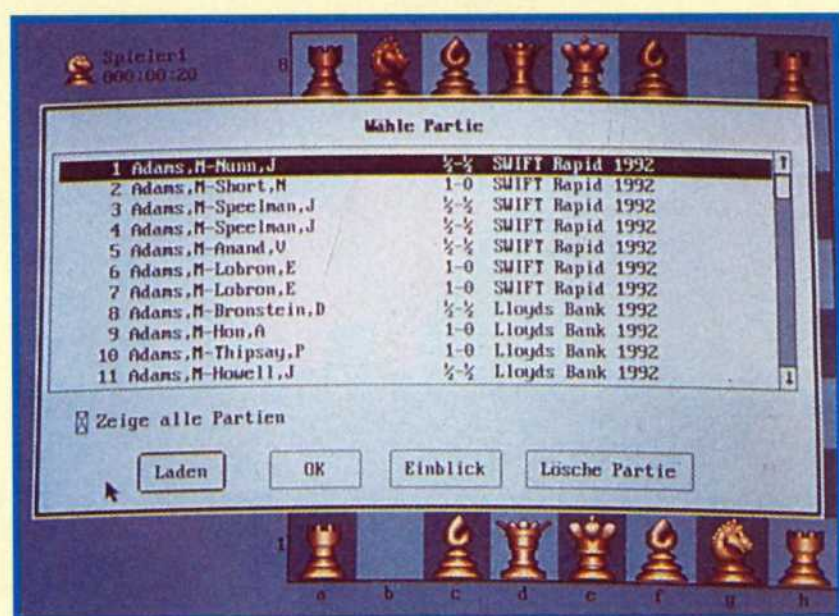 Spieler1
000:00:20
8
Wähle Partie
1 Adams,M-Nunn,J ½-½ SWIFT Rapid 1992
2 Adams,M-Short,N 1-0 SWIFT Rapid 1992
3 Adams,M-Speelman,J ½-½ SWIFT Rapid 1992
4 Adams,M-Speelman,J ½-½ SWIFT Rapid 1992
5 Adams,M-Anand,V ½-½ SWIFT Rapid 1992
6 Adams,M-Lobron,E 1-0 SWIFT Rapid 1992
7 Adams,M-Lobron,E 1-0 SWIFT Rapid 1992
8 Adams,M-Bronstein,D ½-½ Lloyds Bank 1992
9 Adams,M-Hon,A 1-0 Lloyds Bank 1992
10 Adams,M-Thipsay,P 1-0 Lloyds Bank 1992
11 Adams,M-Howell,J ½-½ Lloyds Bank 1992
Zeige alle Partien
Laden OK Einblick Lösche Partie
1
a b c d e f g h